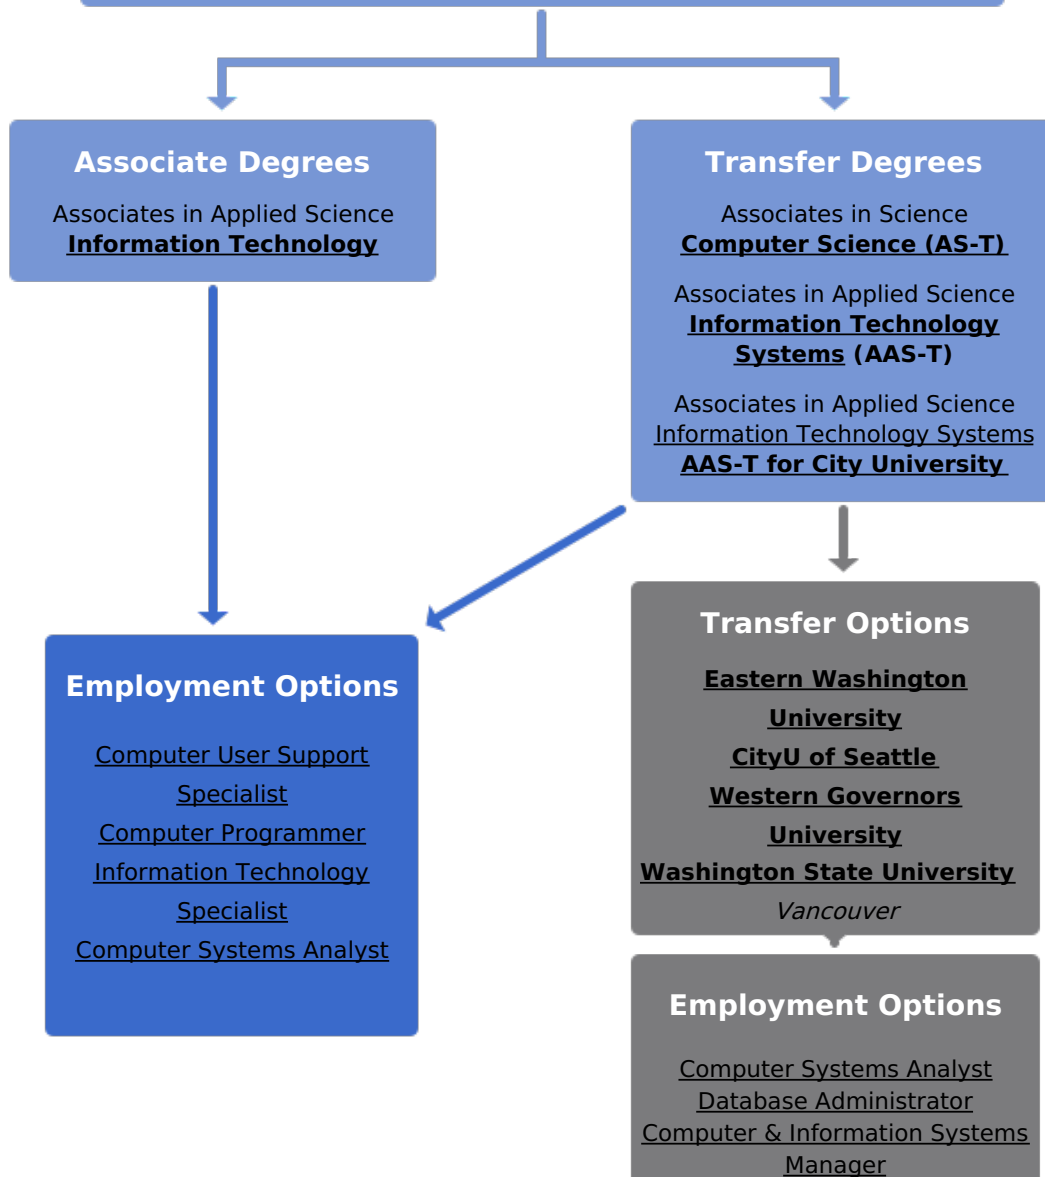 Associate Degrees
Associates in Applied Science
Information Technology
Transfer Degrees
Associates in Science
Computer Science (AS-T)
Associates in Applied Science
Information Technology
Systems (AAS-T)
Associates in Applied Science
Information Technology Systems
AAS-T for City University
Employment Options
Computer User Support
Specialist
Computer Programmer
Information Technology
Specialist
Computer Systems Analyst
Transfer Options
Eastern Washington
University
CityU of Seattle
Western Governors
University
Washington State University
Vancouver
Employment Options
Computer Systems Analyst
Database Administrator
Computer & Information Systems
Manager